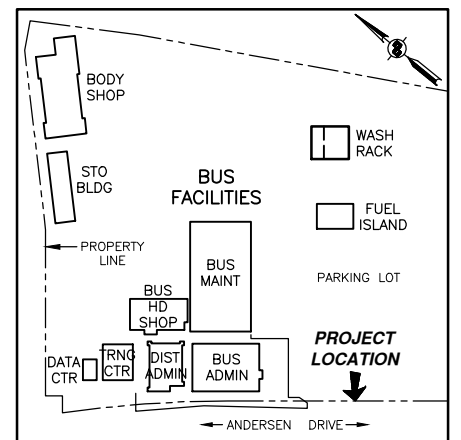 BODY
SHOP
WASH
RACK
STO
BLDG
BUS
FACILITIES
FUEL
ISLAND
PROPERTY
LINE
BUS
MAINT
PARKING LOT
BUS
HD
SHOP
PROJECT
LOCATION
DATA
CTR
TRNG
CTR
DIST
ADMIN
BUS
ADMIN
ANDERSEN DRIVE